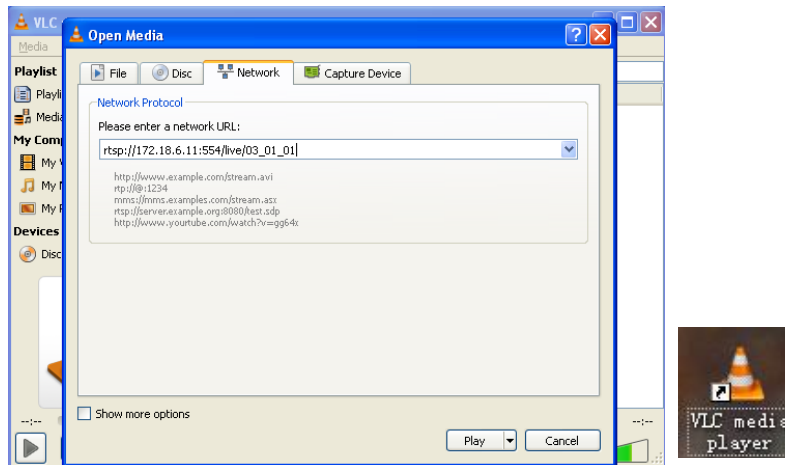 VLC
Open Media
Media
Playlist
File
Disc
Network
Capture Device
Network Protocol
Please enter a network URL:
rtsp://172.18.6.11:554/live/03_01_01
http://www.example.com/stream.avi
rtp://@:1234
mms://mms.examples.com/stream.asx
rtsp://server.example.org:8080/test.sdp
http://www.yourtube.com/watch?v=gg64x
Playli
Media
My Com
My
My
My
Devices
Disc
Show more options
--:--
--:--
Play
Cancel
VLC media
player